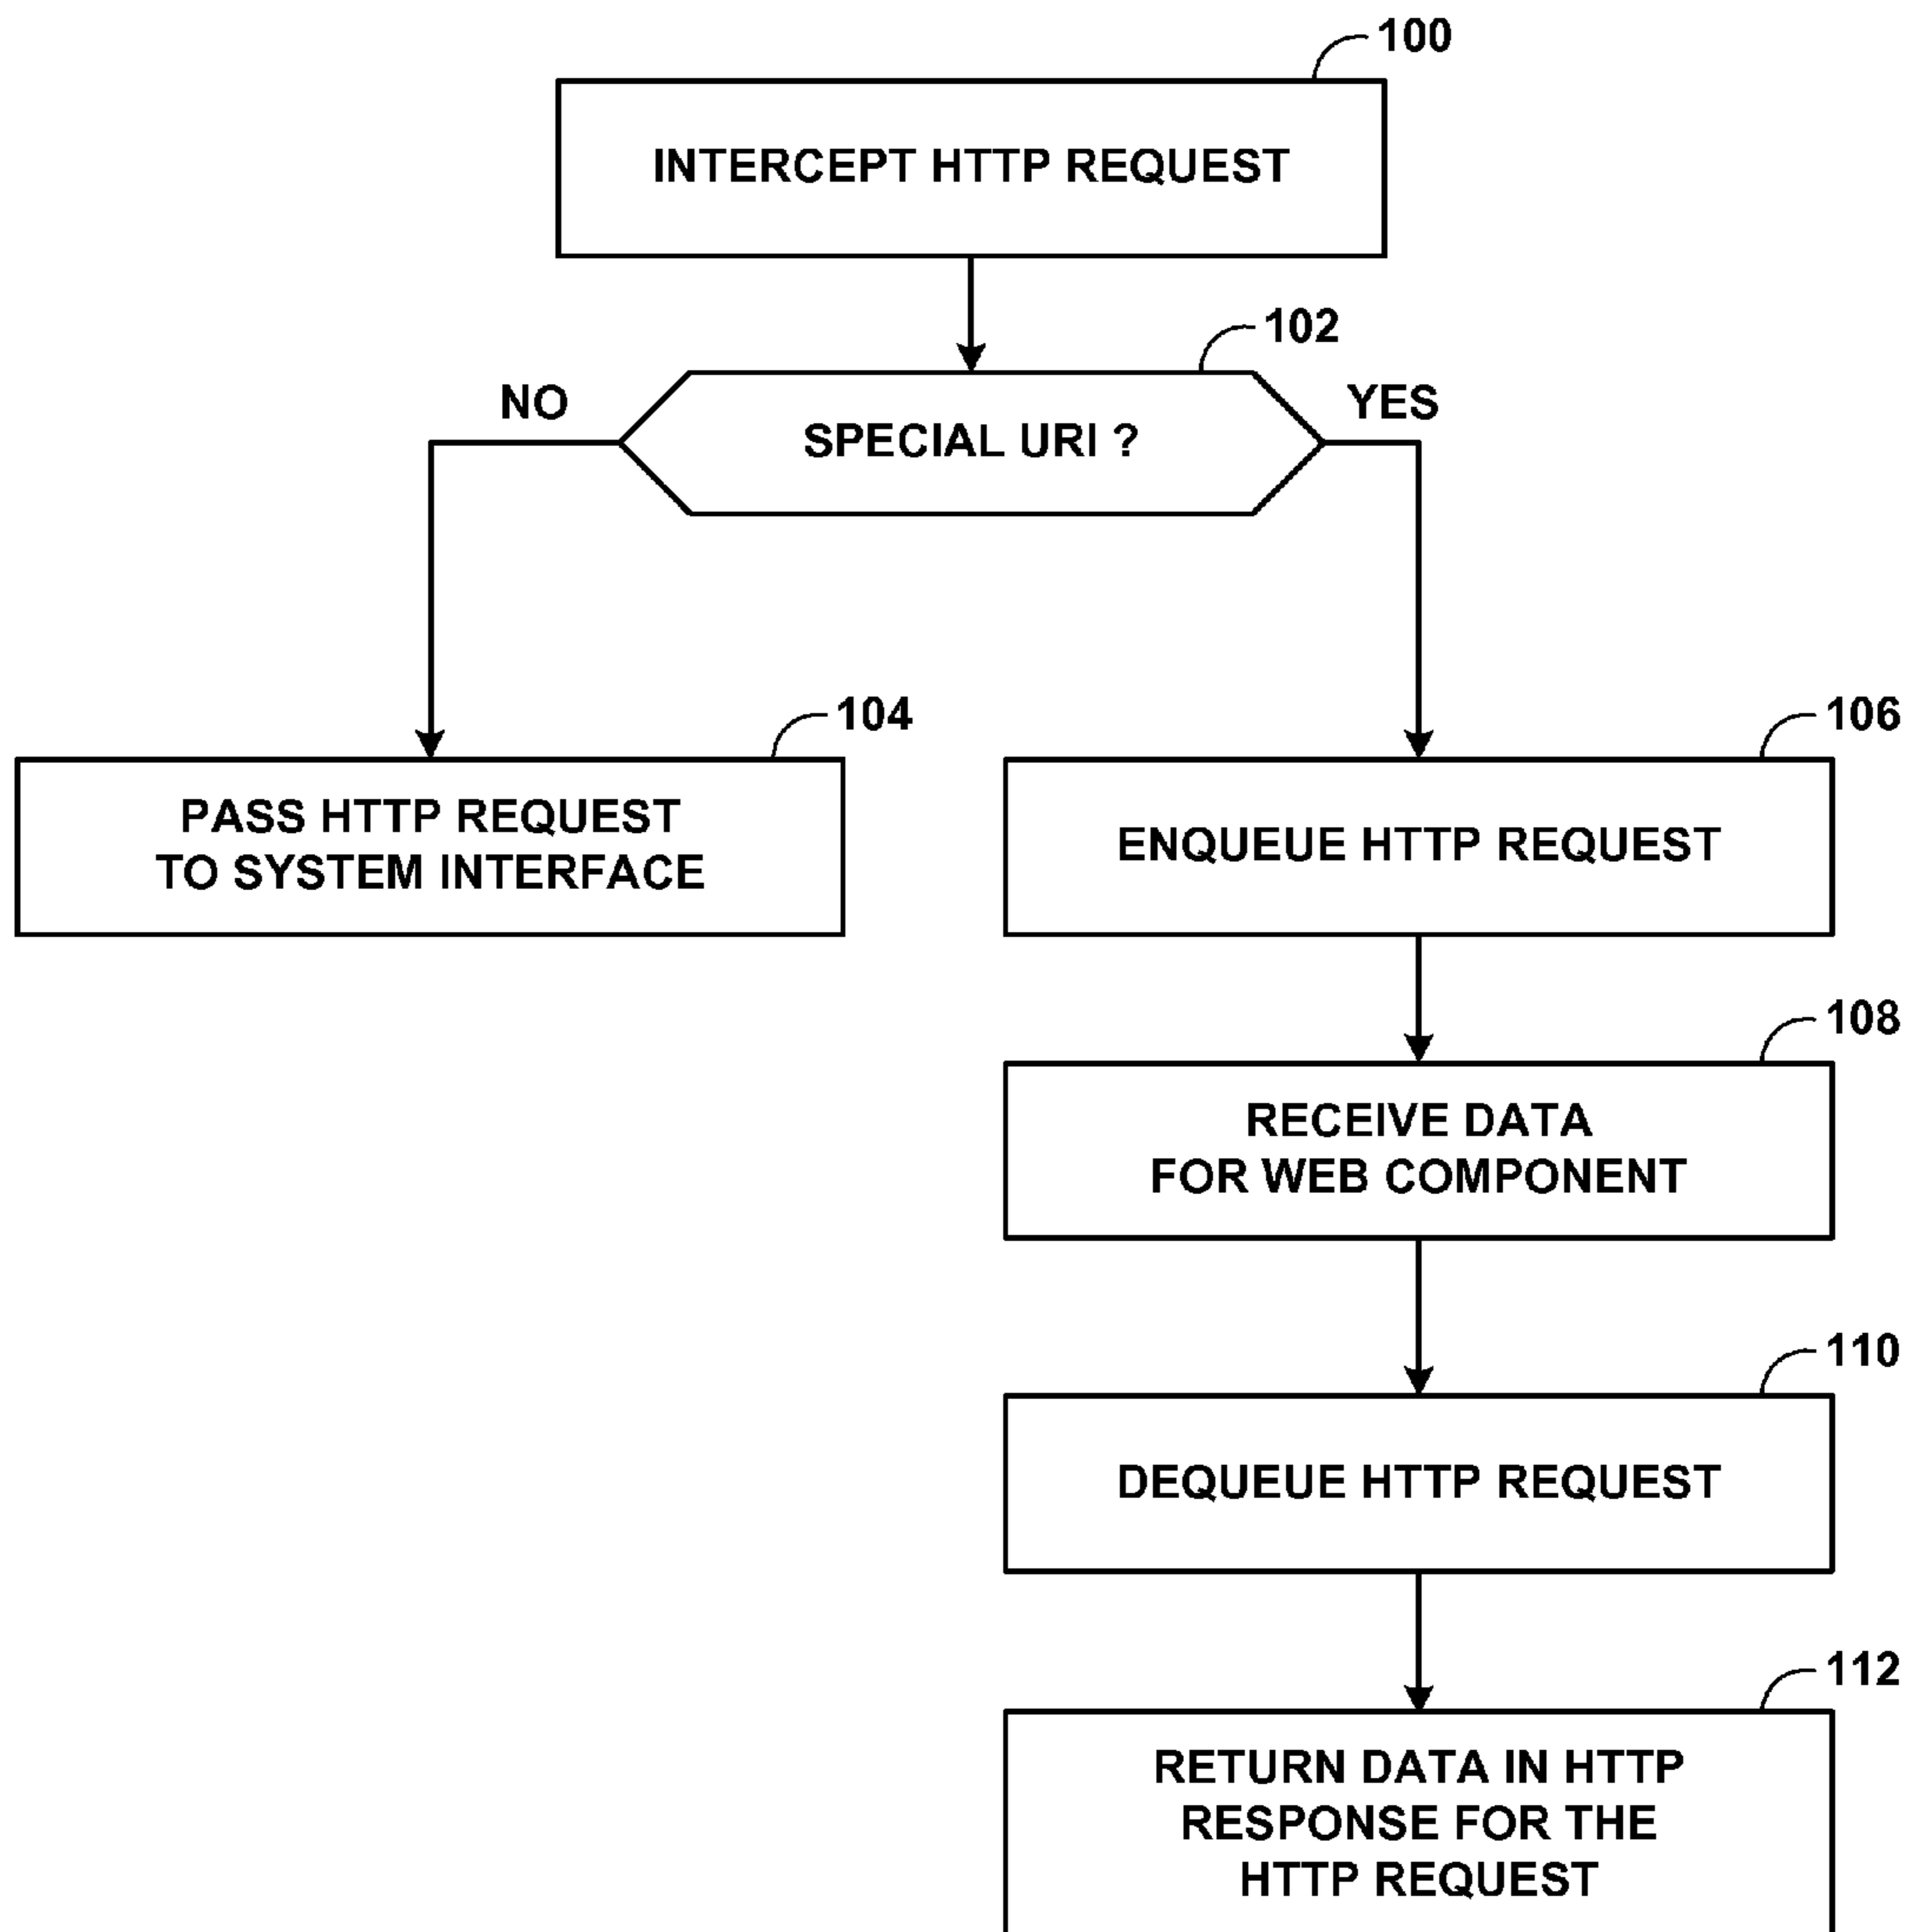 100
INTERCEPT HTTP REQUEST
102
NO
SPECIAL URI ?
YES
104
PASS HTTP REQUEST
TO SYSTEM INTERFACE
106
ENQUEUE HTTP REQUEST
108
RECEIVE DATA
FOR WEB COMPONENT
110
DEQUEUE HTTP REQUEST
112
RETURN DATA IN HTTP
RESPONSE FOR THE
HTTP REQUEST